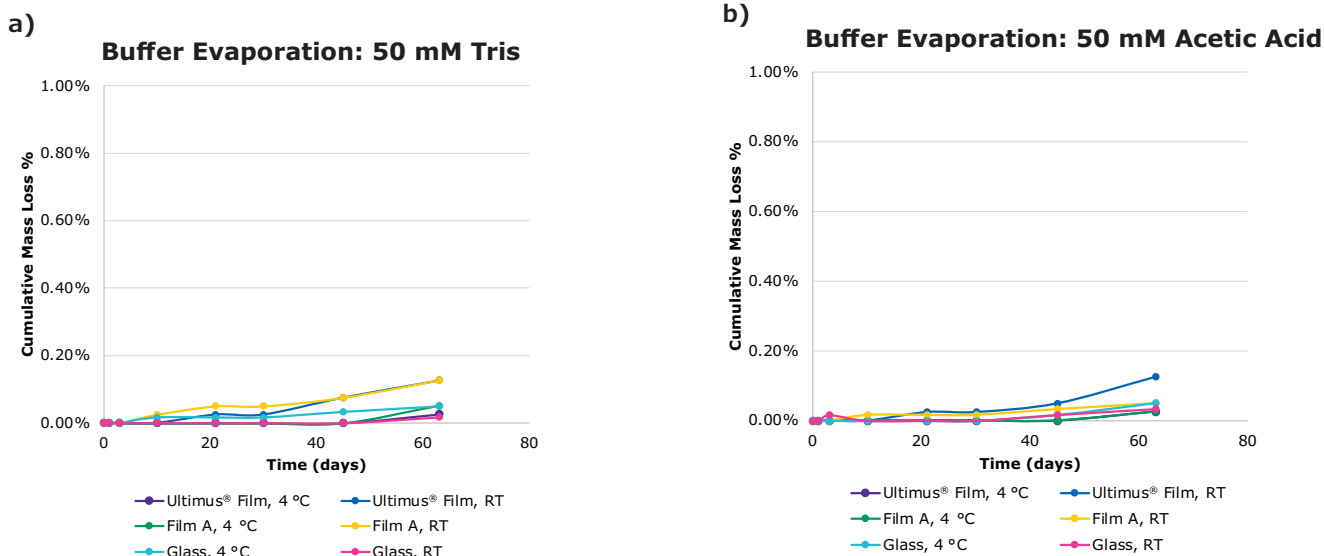 a)
Buffer Evaporation: 50 mM Tris
Cumulative Mass Loss %
1.00%
0.80%
0.60%
0.40%
0.20%
0.00%
0 20 40 60 80
Time (days)
Ultimus® Film, 4 °C Ultimus® Film, RT
Film A, 4 °C Film A, RT
Glass, 4 °C Glass, RT
b)
Buffer Evaporation: 50 mM Acetic Acid
Cumulative Mass Loss %
1.00%
0.80%
0.60%
0.40%
0.20%
0.00%
0 20 40 60 80
Time (days)
Ultimus® Film, 4 °C Ultimus® Film, RT
Film A, 4 °C Film A, RT
Glass, 4 °C Glass, RT